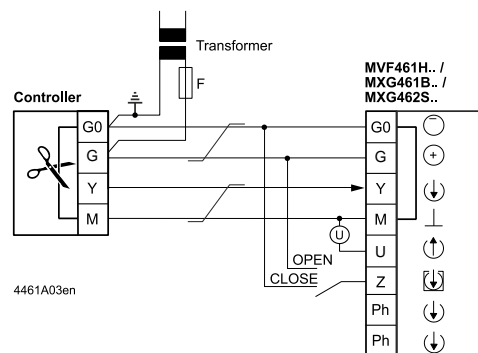 Transformer
F
MVF461H.. /
MXG461B.. /
MXG462S..
Controller
G0
G
Y
M
G0
G
Y
M
U
U
Z
Ph
Ph
OPEN
CLOSE
4461A03en